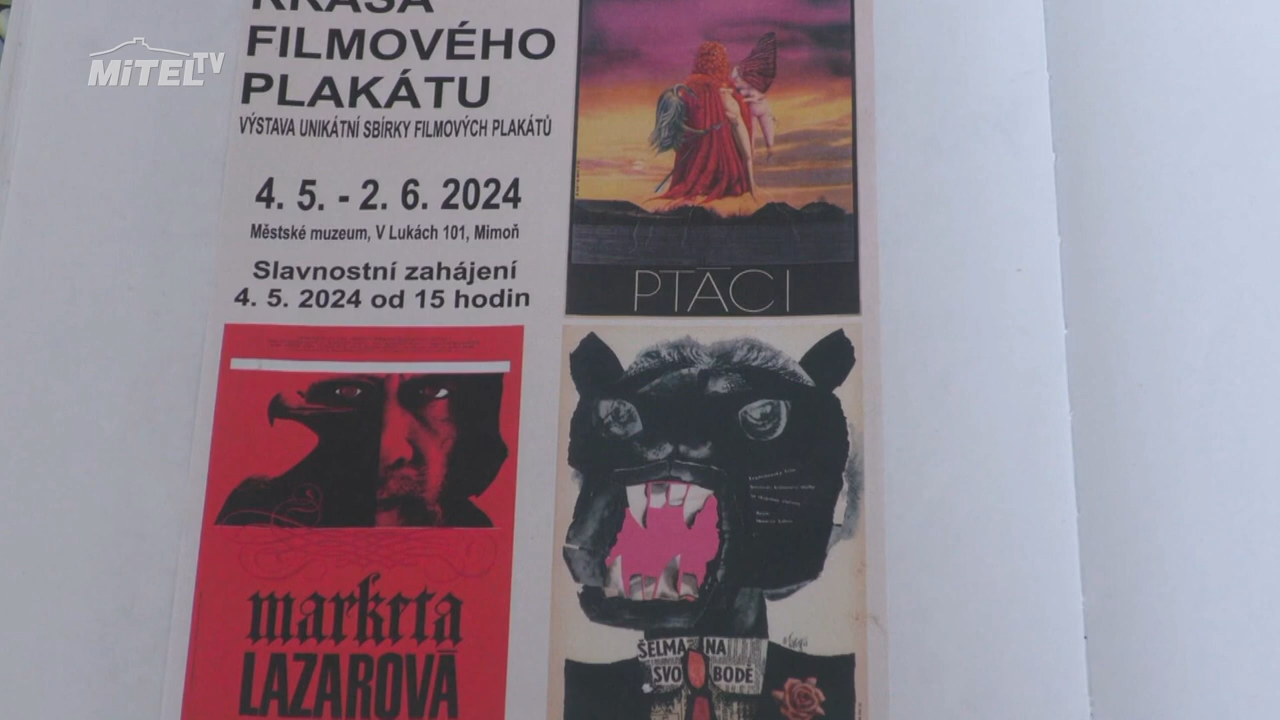 MiTEL TV
KRÁSA
FILMOVÉHO
PLAKÁTU
VÝSTAVA UNIKÁTNÍ SBÍRKY FILMOVÝCH PLAKÁTŮ
4. 5. - 2. 6. 2024
Městské muzeum, V Lukách 101, Mimoň
Slavnostní zahájení
4. 5. 2024 od 15 hodin
PTÁCI
marketa
LAZAROVÁ
ŠELMA NA
SVOBODĚ